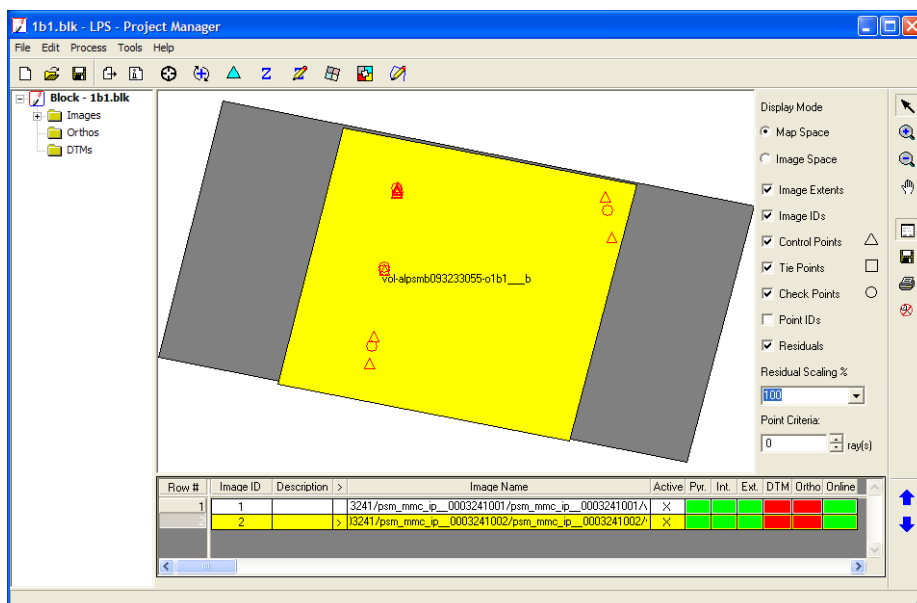 1b1.blk - LPS - Project Manager
File Edit Process Tools Help
Block - 1b1.blk
Images
Orthos
DTMs
vol-alpsmb093233055-o1b1___b
Display Mode
Map Space
Image Space
Image Extents
Image IDs
Control Points
Tie Points
Check Points
Point IDs
Residuals
Residual Scaling %
100
Point Criteria:
0 ray(s)
Row # Image ID Description > Image Name Active Pyr. Int. Ext. DTM Ortho Online
1 1 3241/psm_mmc_ip__0003241001/psm_mmc_ip__0003241001/ X
2 2 > 3241/psm_mmc_ip__0003241002/psm_mmc_ip__0003241002/ X